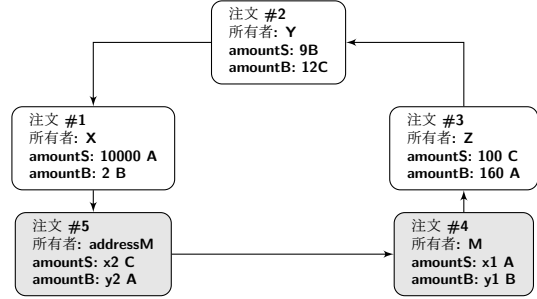 注文 #2
所有者: Y
amountS: 9B
amountB: 12C
注文 #1
所有者: X
amountS: 10000 A
amountB: 2 B
注文 #3
所有者: Z
amountS: 100 C
amountB: 160 A
注文 #5
所有者: addressM
amountS: x2 C
amountB: y2 A
注文 #4
所有者: M
amountS: x1 A
amountB: y1 B